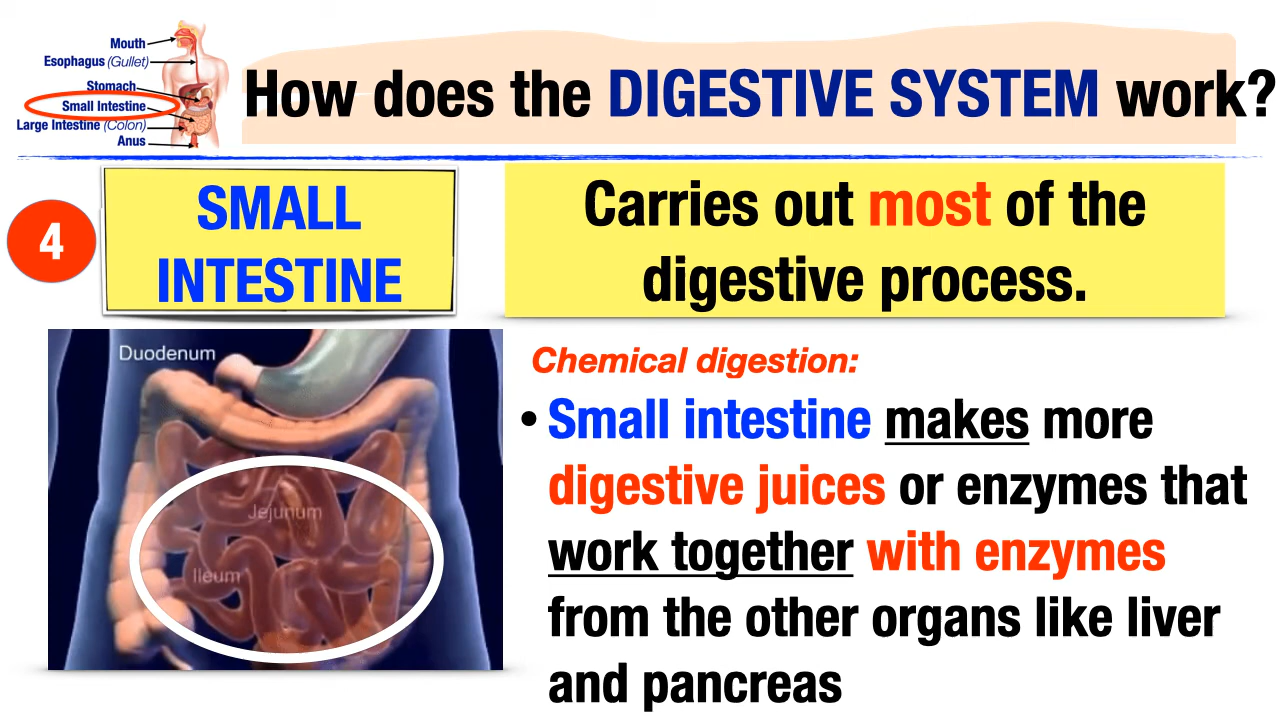 Mouth
Esophagus (Gullet)
Stomach
Small Intestine
Large Intestine (Colon)
Anus
How does the DIGESTIVE SYSTEM work?
4
SMALL
INTESTINE
Carries out most of the
digestive process.
Duodenum
Jejunum
Ileum
Chemical digestion:
• Small intestine makes more
digestive juices or enzymes that
work together with enzymes
from the other organs like liver
and pancreas